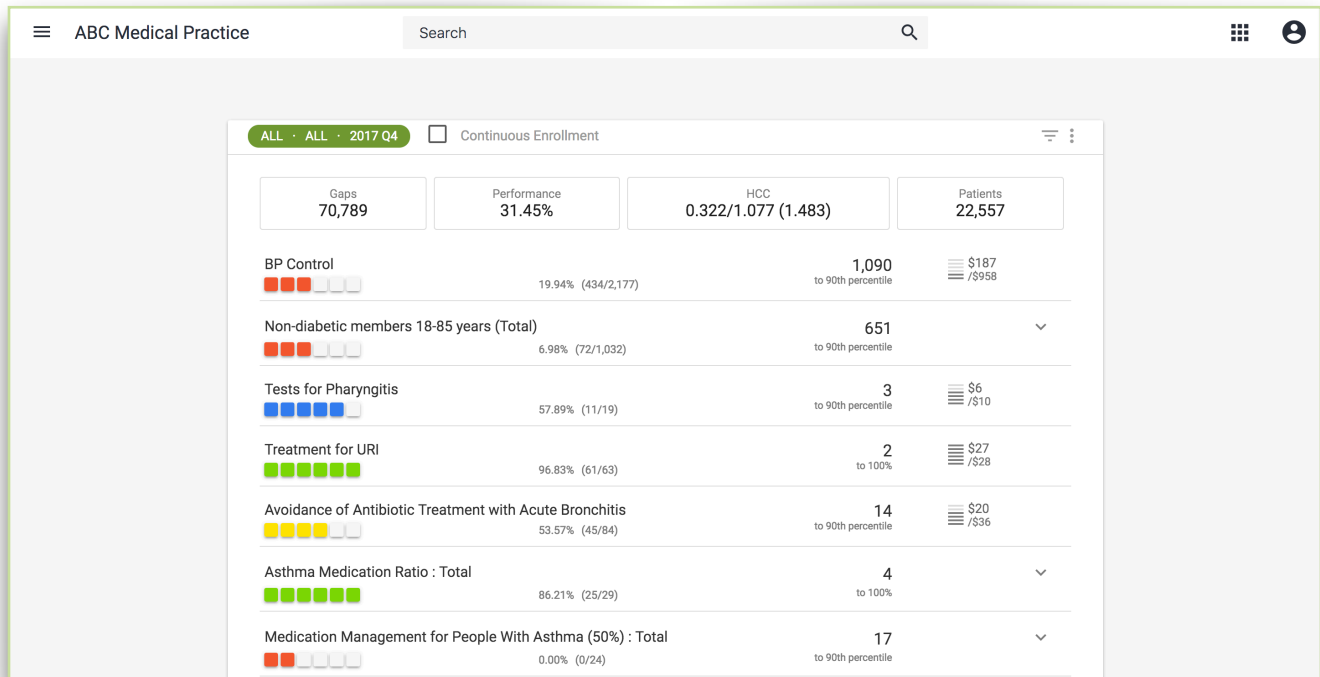 ABC Medical Practice
Search
ALL · ALL · 2017 Q4
Continuous Enrollment
Gaps
70,789
Performance
31.45%
HCC
0.322/1.077 (1.483)
Patients
22,557
BP Control
19.94% (434/2,177)
1,090
to 90th percentile
$187
/$958
Non-diabetic members 18-85 years (Total)
6.98% (72/1,032)
651
to 90th percentile
Tests for Pharyngitis
57.89% (11/19)
3
to 90th percentile
$6
/$10
Treatment for URI
96.83% (61/63)
2
to 100%
$27
/$28
Avoidance of Antibiotic Treatment with Acute Bronchitis
53.57% (45/84)
14
to 90th percentile
$20
/$36
Asthma Medication Ratio : Total
86.21% (25/29)
4
to 100%
Medication Management for People With Asthma (50%) : Total
0.00% (0/24)
17
to 90th percentile